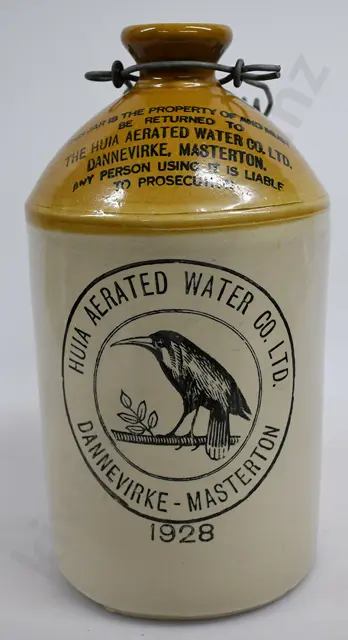 JAR IS THE PROPERTY OF AND MUST
BE RETURNED TO
THE HUIA AERATED WATER CO. LTD.
DANNEVIRKE, MASTERTON.
ANY PERSON USING IT IS LIABLE
TO PROSECUTION
HUIA AERATED WATER CO. LTD.
DANNEVIRKE - MASTERTON
1928